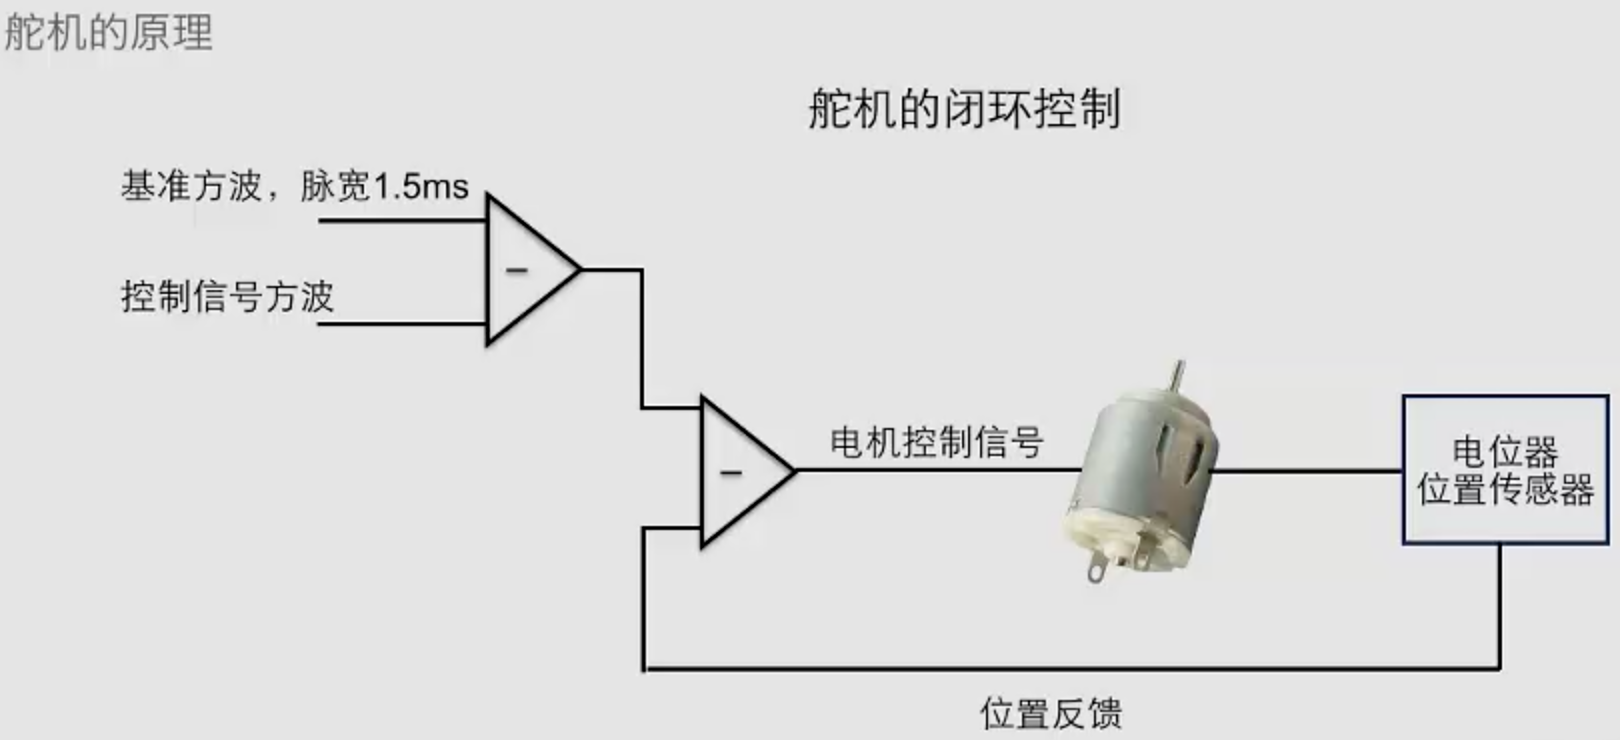 舵机的原理
舵机的闭环控制
基准方波，脉宽1.5ms
控制信号方波
电机控制信号
电位器
位置传感器
位置反馈